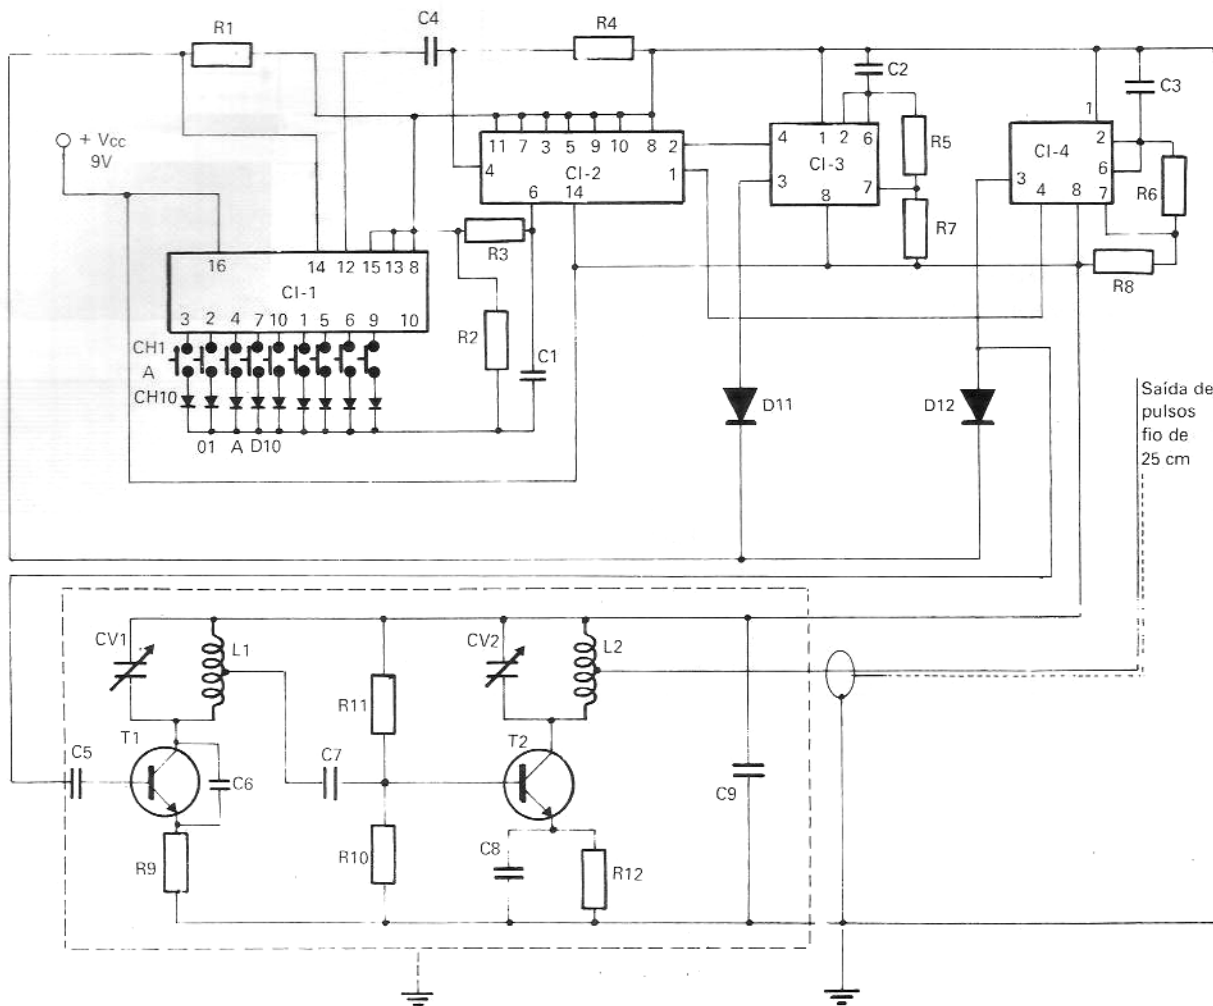 R1
C4
R4
C2
C3
+ Vcc
9V
11 7 3 5 9 10 8
4 CI-2 2
1
6 14
4 1 2 6
CI-3
3 7
8
R5
R7
1
2
CI-4
6
3 4 8 7
R6
R8
R3
16 14 12 15 13 8
CI-1
3 2 4 7 10 1 5 6 9 10
R2
C1
CH1
A
CH10
01 A D10
D11
D12
Saída de
pulsos
fio de
25 cm
CV1
L1
CV2
L2
R11
T1
T2
C5
C6
C7
C9
R9
R10
C8
R12